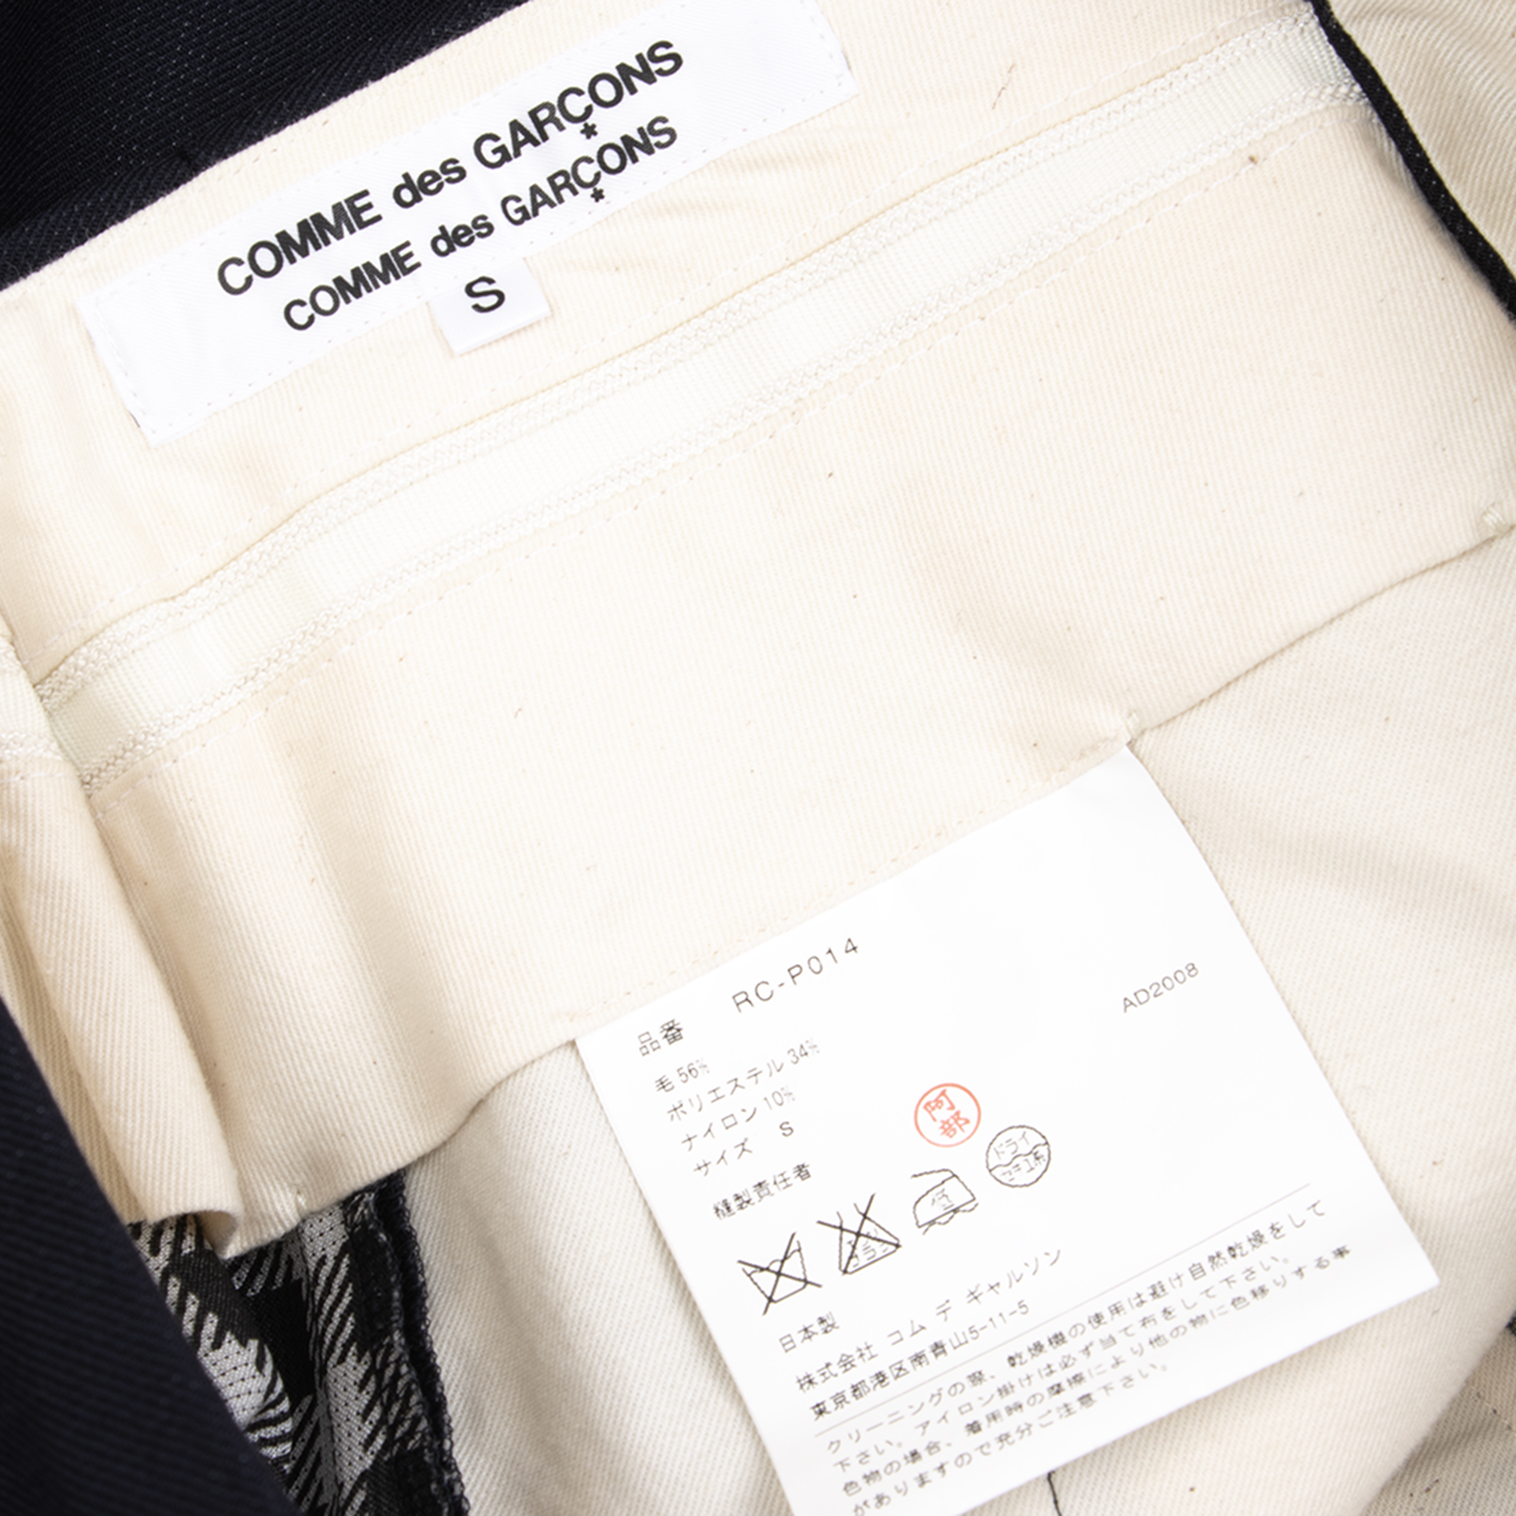 COMME des GARÇONS
*
COMME des GARÇONS
*
S
品番 RC-P014
AD2008
毛 56%
ポリエステル 34%
ナイロン 10%
サイズ S
縫製責任者
阿部
ドライ
日本製
株式会社 コム デ ギャルソン
東京都港区南青山5-11-5
クリーニングの際、乾燥機の使用は避け自然乾燥をして
下さい。アイロン掛けは必ず当て布をして下さい。
色物の場合、着用時の摩擦により他の物に色移りする事
がありますので充分ご注意下さい。